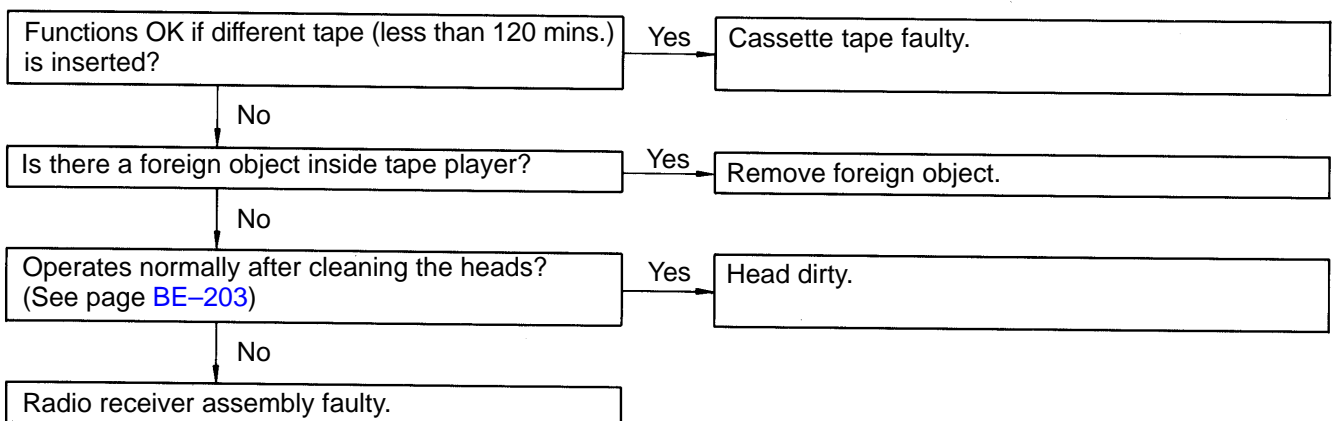 Functions OK if different tape (less than 120 mins.)
is inserted?
Yes
Cassette tape faulty.
No
Is there a foreign object inside tape player?
Yes
Remove foreign object.
No
Operates normally after cleaning the heads?
(See page BE–203)
Yes
Head dirty.
No
Radio receiver assembly faulty.